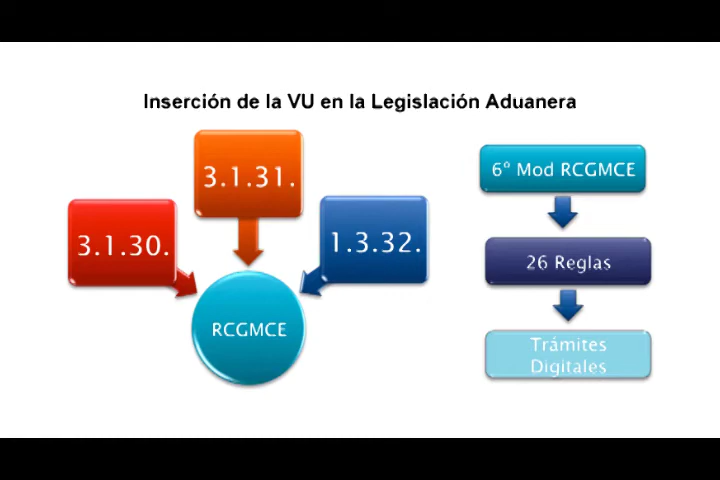 Inserción de la VU en la Legislación Aduanera
3.1.30.
3.1.31.
1.3.32.
RCGMCE
6º Mod RCGMCE
26 Reglas
Trámites
Digitales